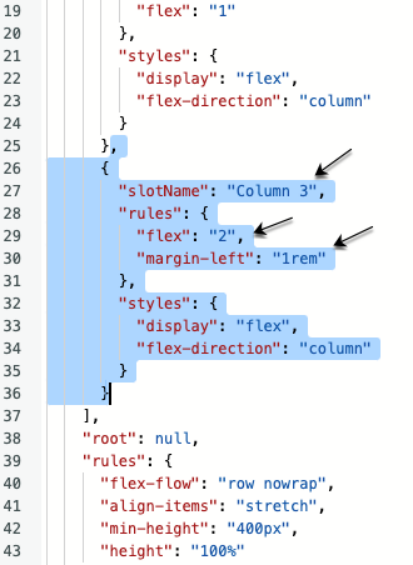 19 "flex": "1"
20 },
21 "styles": {
22 "display": "flex",
23 "flex-direction": "column"
24 }
25 },
26 {
27 "slotName": "Column 3",
28 "rules": {
29 "flex": "2",
30 "margin-left": "1rem"
31 },
32 "styles": {
33 "display": "flex",
34 "flex-direction": "column"
35 }
36 }
37 ],
38 "root": null,
39 "rules": {
40 "flex-flow": "row nowrap",
41 "align-items": "stretch",
42 "min-height": "400px",
43 "height": "100%"